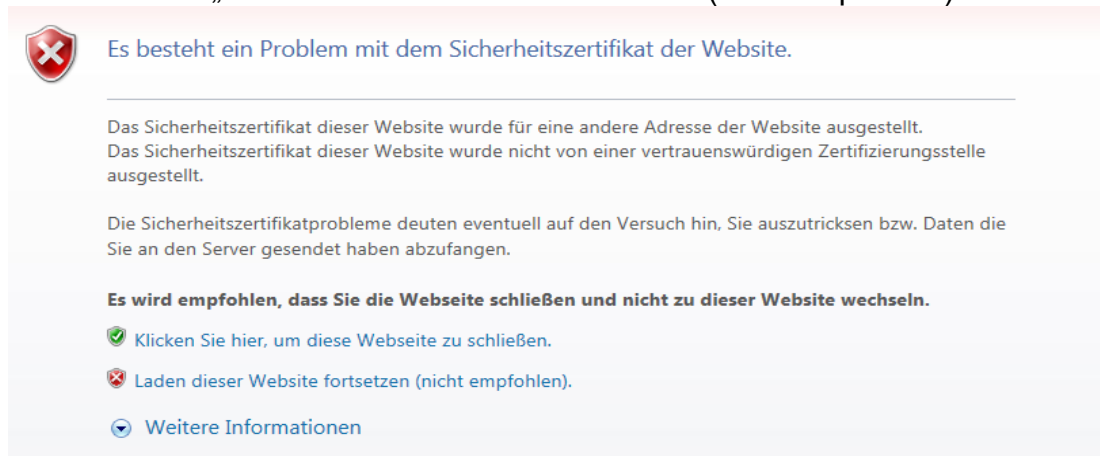 Es besteht ein Problem mit dem Sicherheitszertifikat der Website.
Das Sicherheitszertifikat dieser Website wurde für eine andere Adresse der Website ausgestellt.
Das Sicherheitszertifikat dieser Website wurde nicht von einer vertrauenswürdigen Zertifizierungsstelle
ausgestellt.
Die Sicherheitszertifikatprobleme deuten eventuell auf den Versuch hin, Sie auszutricksen bzw. Daten die
Sie an den Server gesendet haben abzufangen.
Es wird empfohlen, dass Sie die Webseite schließen und nicht zu dieser Website wechseln.
Klicken Sie hier, um diese Webseite zu schließen.
Laden dieser Website fortsetzen (nicht empfohlen).
Weitere Informationen